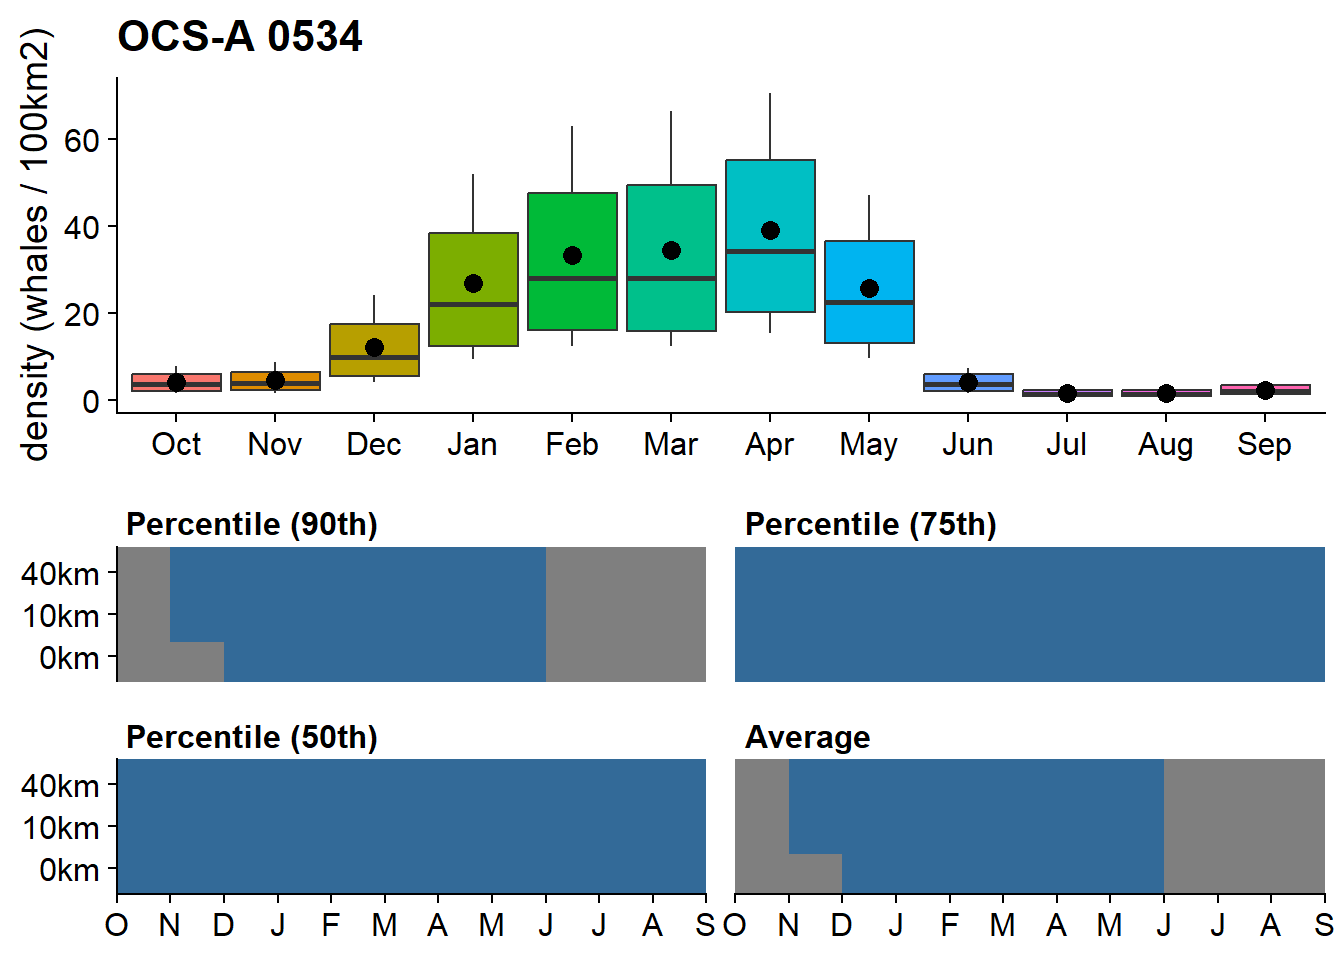 OCS-A 0534
density (whales / 100km2)
60
40
20
0
Oct Nov Dec Jan Feb Mar Apr May Jun Jul Aug Sep
Percentile (90th) Percentile (75th)
40km
10km
0km
Percentile (50th) Average
40km
10km
0km
O N D J F M A M J J A S O N D J F M A M J J A S